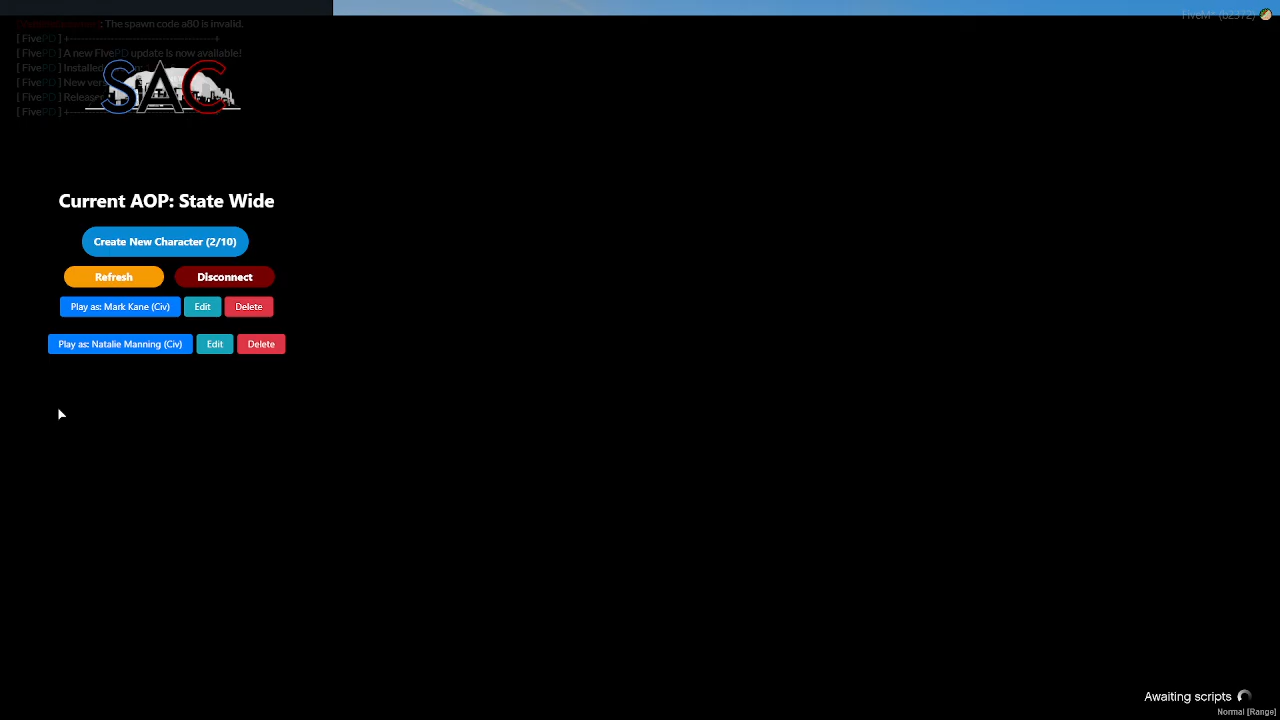 : The spawn code a80 is invalid.
FiveM* (b2372)
[ FivePD ] +--------------------------------------+
[ FivePD ] A new FivePD update is now available!
[ FivePD ] Installed
[ FivePD ] New
[ FivePD ]
[ FivePD ] +
SAC
Current AOP: State Wide
Create New Character (2/10)
Refresh Disconnect
Play as: Mark Kane (Civ) Edit Delete
Play as: Natalie Manning (Civ) Edit Delete
Awaiting scripts
Normal [Range]